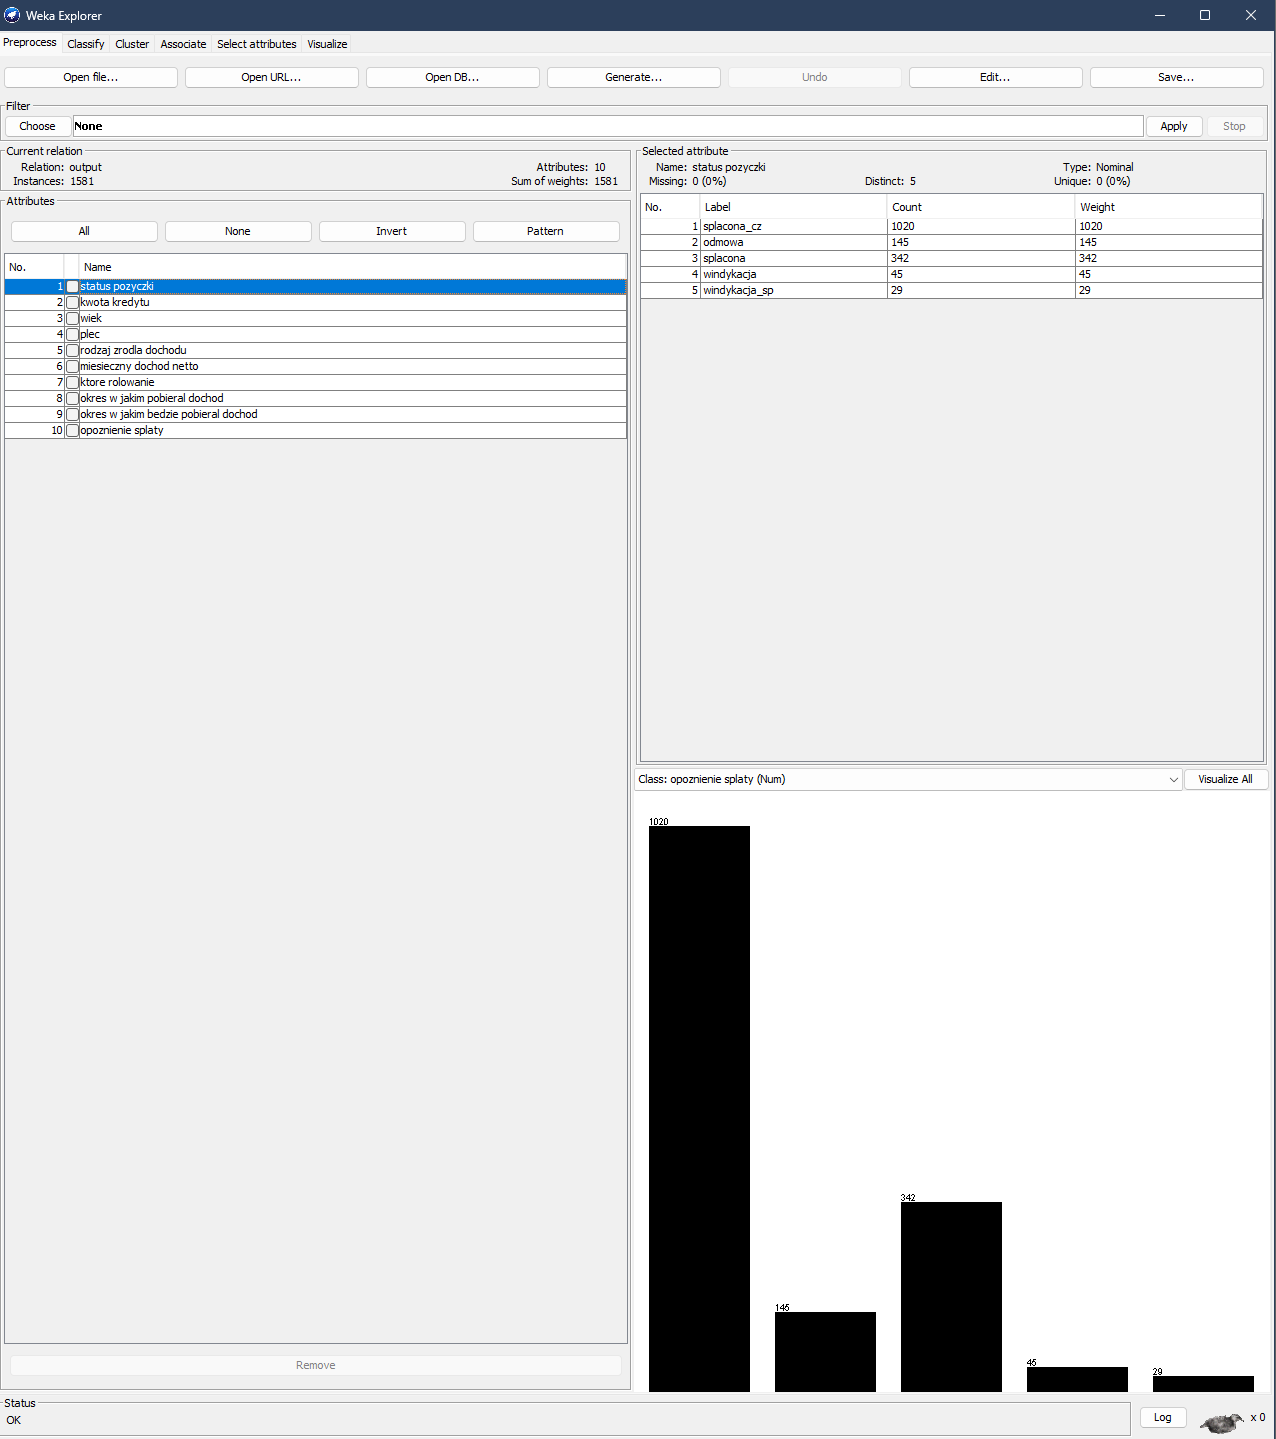 Weka Explorer
Preprocess Classify Cluster Associate Select attributes Visualize
Open file... Open URL... Open DB... Generate... Undo Edit... Save...
Filter
Choose None Apply Stop
Current relation
Relation: output Attributes: 10
Instances: 1581 Sum of weights: 1581
Attributes
All None Invert Pattern
No. Name
1 status pozyczki
2 kwota kredytu
3 wiek
4 plec
5 rodzaj zrodla dochodu
6 miesieczny dochod netto
7 ktore rolowanie
8 okres w jakim pobieral dochod
9 okres w jakim bedzie pobieral dochod
10 opoznienie splaty
Remove
Selected attribute
Name: status pozyczki Type: Nominal
Missing: 0 (0%) Distinct: 5 Unique: 0 (0%)
No. Label Count Weight
1 splacona_cz 1020 1020
2 odmowa 145 145
3 splacona 342 342
4 windykacja 45 45
5 windykacja_sp 29 29
Class: opoznienie splaty (Num) Visualize All
1020
145
342
45
29
Status
OK
Log x 0